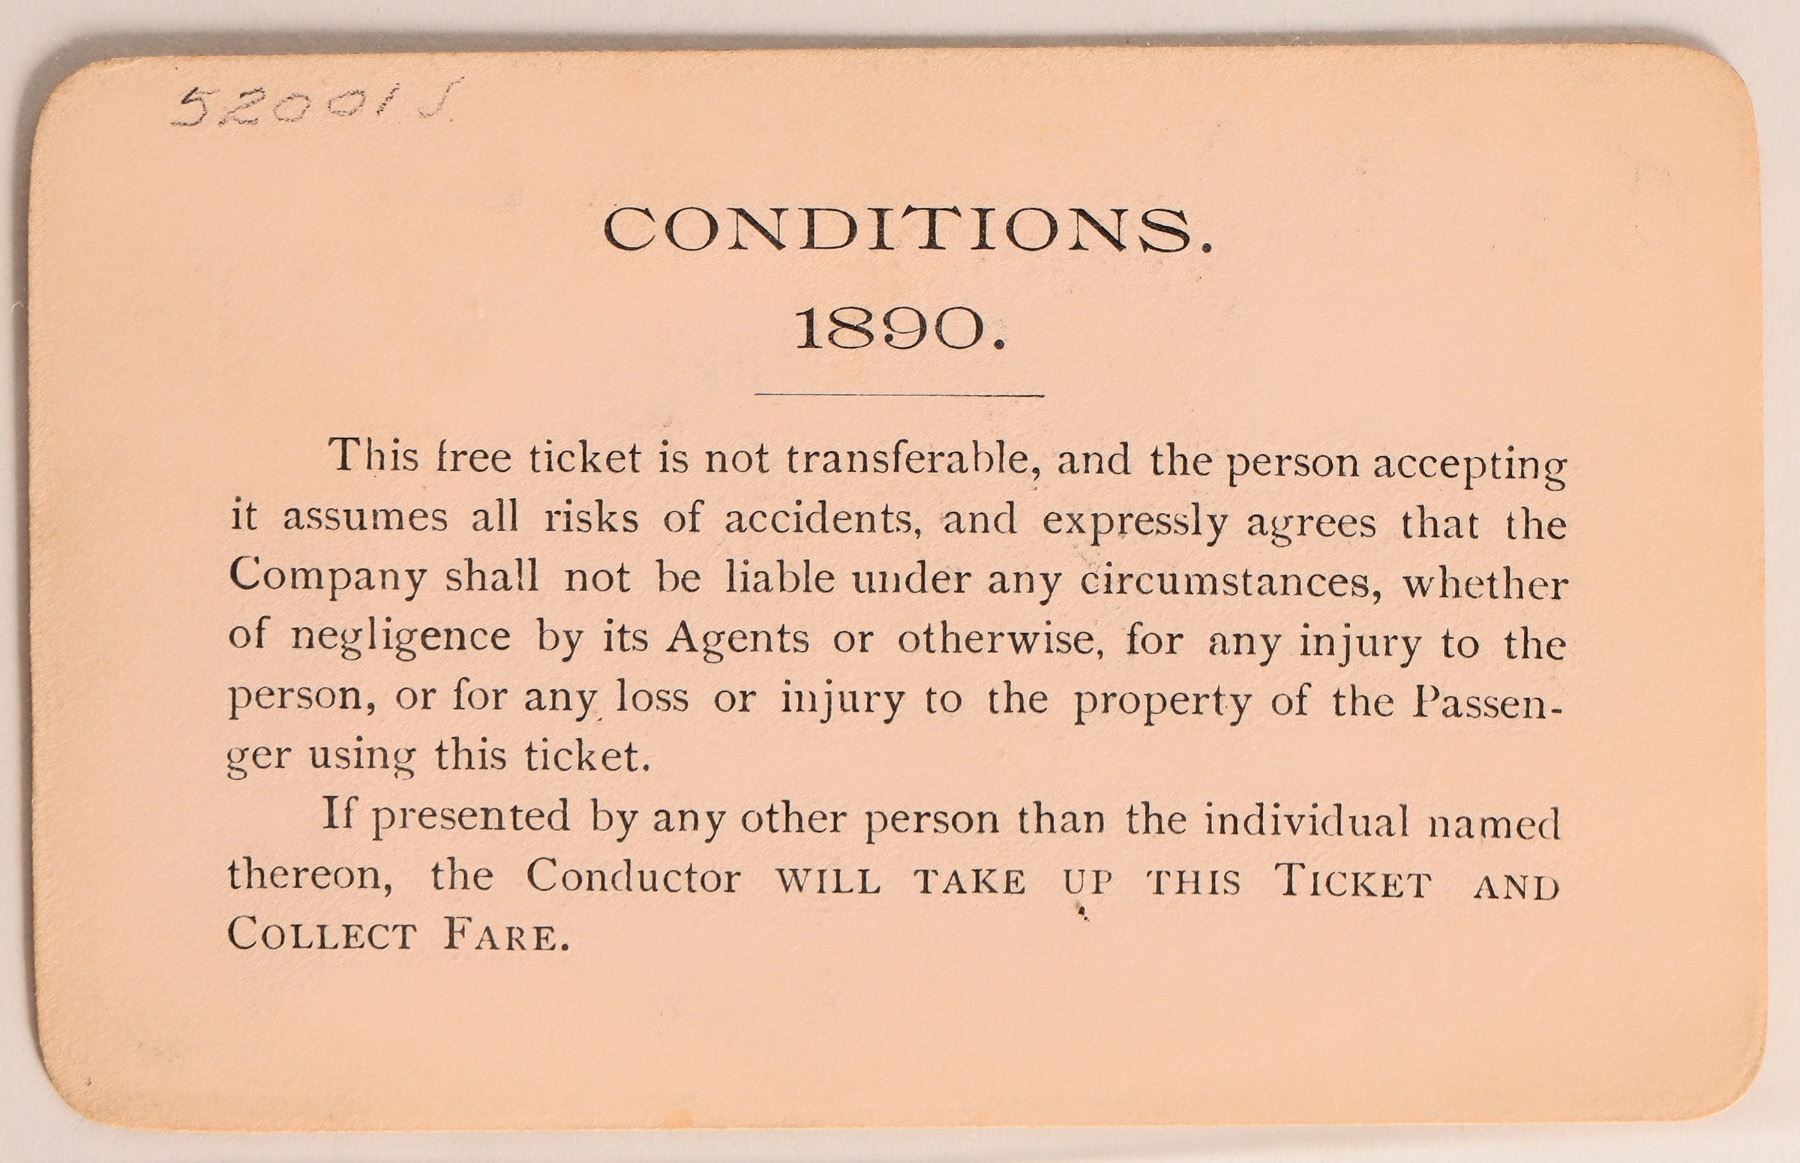 52001J
CONDITIONS.
1890.
This free ticket is not transferable, and the person accepting
it assumes all risks of accidents, and expressly agrees that the
Company shall not be liable under any circumstances, whether
of negligence by its Agents or otherwise, for any injury to the
person, or for any loss or injury to the property of the Passen-
ger using this ticket.
If presented by any other person than the individual named
thereon, the Conductor WILL TAKE UP THIS TICKET AND
COLLECT FARE.